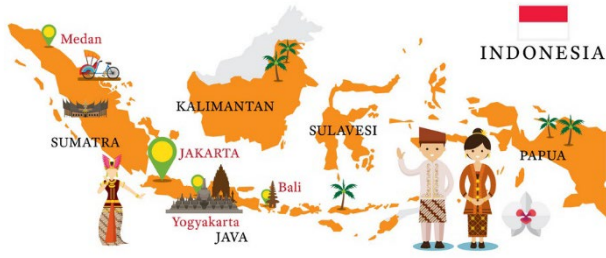 Medan
INDONESIA
KALIMANTAN
SULAVESI
SUMATRA
JAKARTA
PAPUA
Bali
Yogyakarta
JAVA